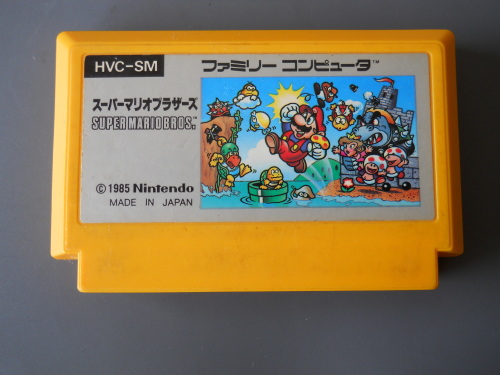 HVC-SM
ファミリー コンピュータ™
スーパーマリオブラザーズ
SUPER MARIO BROS.™
©1985 Nintendo
MADE IN JAPAN